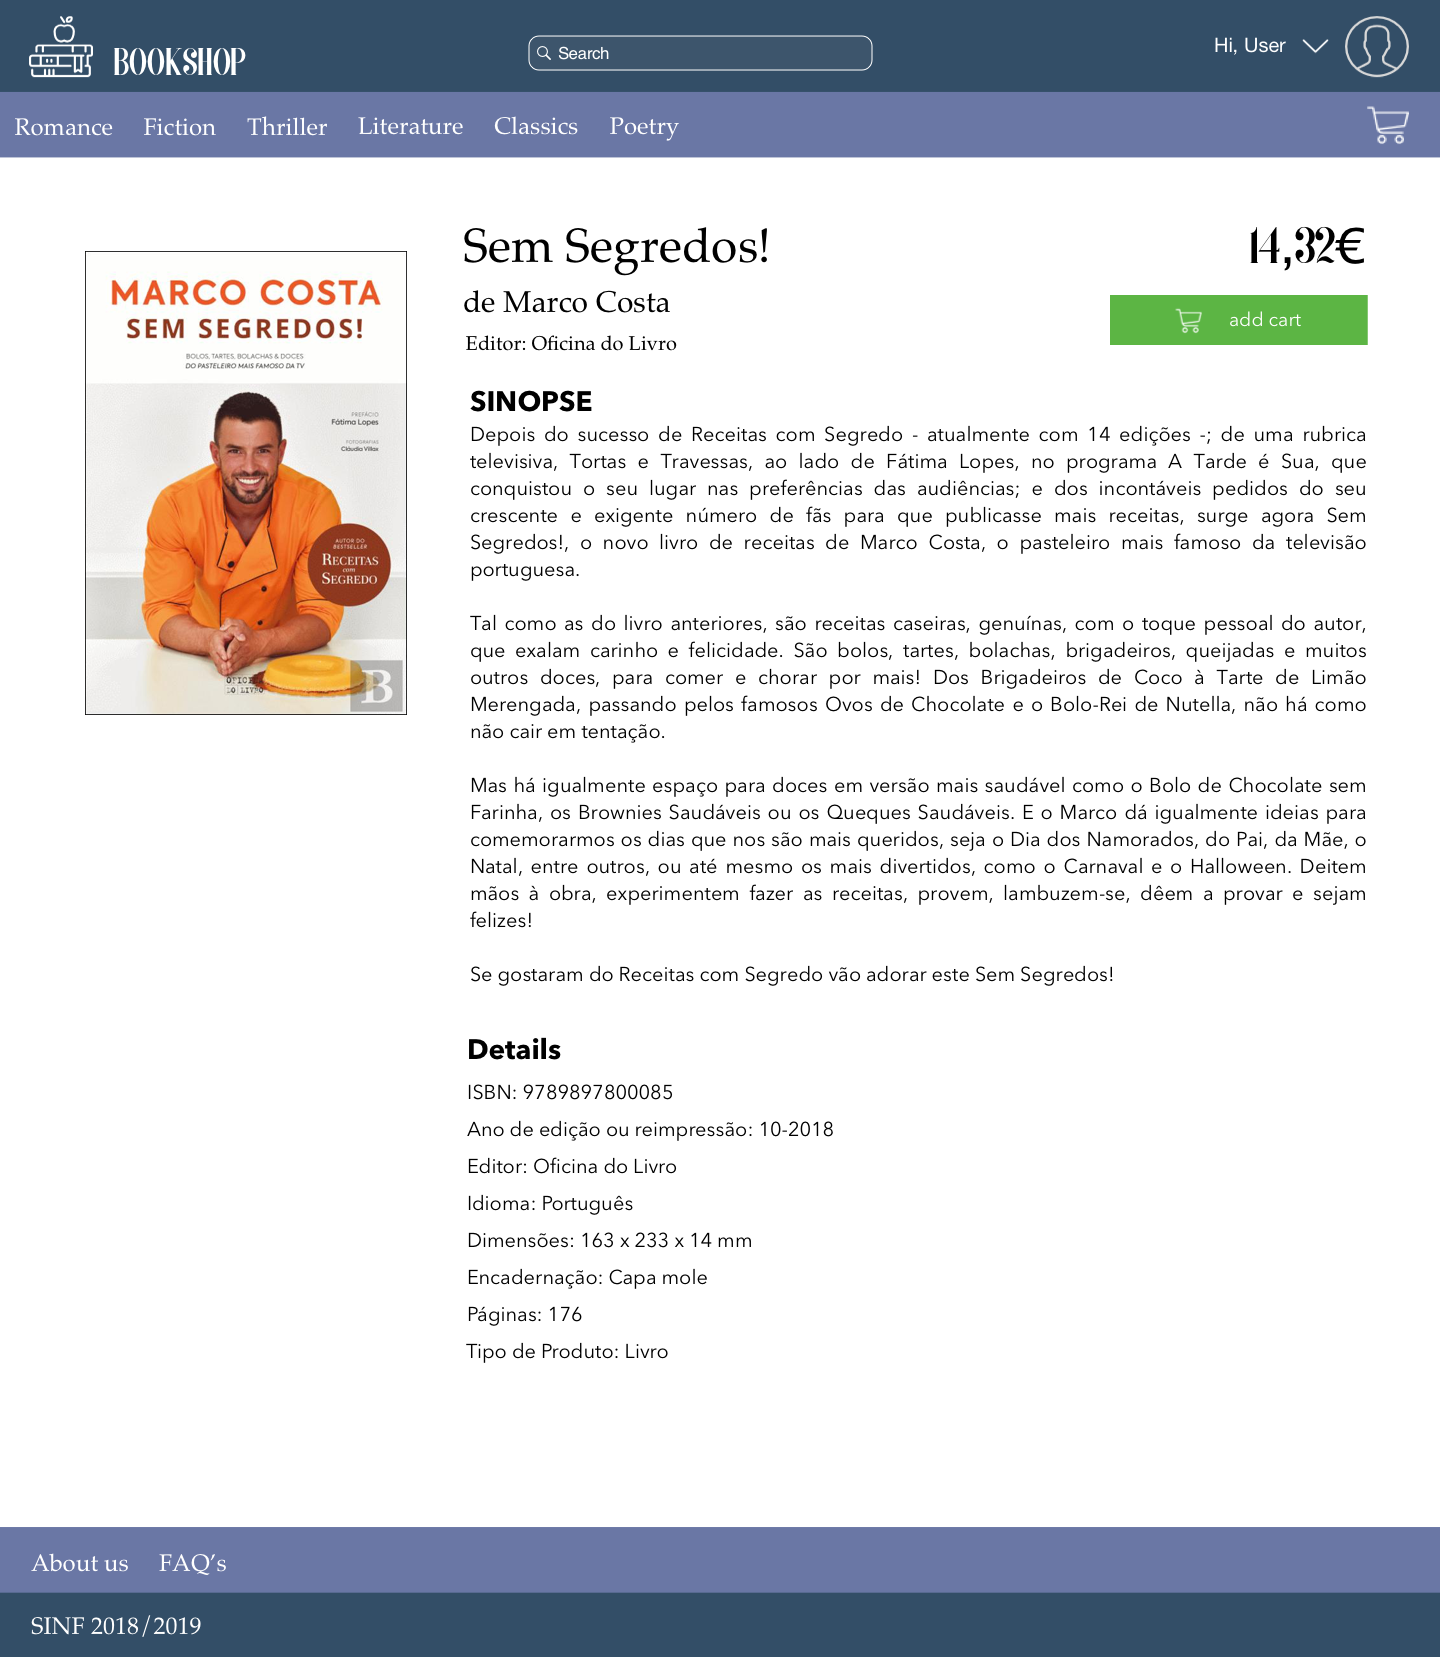 BOOKSHOP
Search
Hi, User
Romance Fiction Thriller Literature Classics Poetry
MARCO COSTA
SEM SEGREDOS!
BOLOS, TARTES, BOLACHAS & DOCES
DO PASTELEIRO MAIS FAMOSO DA TV
PREFÁCIO
Fátima Lopes
FOTOGRAFIAS
Cláudia Villax
AUTOR DO
BESTSELLER
RECEITAS
com
SEGREDO
OFICINA
DO LIVRO
B
Sem Segredos!
14,32€
de Marco Costa
add cart
Editor: Oficina do Livro
SINOPSE
Depois do sucesso de Receitas com Segredo - atualmente com 14 edições -; de uma rubrica
televisiva, Tortas e Travessas, ao lado de Fátima Lopes, no programa A Tarde é Sua, que
conquistou o seu lugar nas preferências das audiências; e dos incontáveis pedidos do seu
crescente e exigente número de fãs para que publicasse mais receitas, surge agora Sem
Segredos!, o novo livro de receitas de Marco Costa, o pasteleiro mais famoso da televisão
portuguesa.
Tal como as do livro anteriores, são receitas caseiras, genuínas, com o toque pessoal do autor,
que exalam carinho e felicidade. São bolos, tartes, bolachas, brigadeiros, queijadas e muitos
outros doces, para comer e chorar por mais! Dos Brigadeiros de Coco à Tarte de Limão
Merengada, passando pelos famosos Ovos de Chocolate e o Bolo-Rei de Nutella, não há como
não cair em tentação.
Mas há igualmente espaço para doces em versão mais saudável como o Bolo de Chocolate sem
Farinha, os Brownies Saudáveis ou os Queques Saudáveis. E o Marco dá igualmente ideias para
comemorarmos os dias que nos são mais queridos, seja o Dia dos Namorados, do Pai, da Mãe, o
Natal, entre outros, ou até mesmo os mais divertidos, como o Carnaval e o Halloween. Deitem
mãos à obra, experimentem fazer as receitas, provem, lambuzem-se, dêem a provar e sejam
felizes!
Se gostaram do Receitas com Segredo vão adorar este Sem Segredos!
Details
ISBN: 9789897800085
Ano de edição ou reimpressão: 10-2018
Editor: Oficina do Livro
Idioma: Português
Dimensões: 163 x 233 x 14 mm
Encadernação: Capa mole
Páginas: 176
Tipo de Produto: Livro
About us FAQ's
SINF 2018/2019